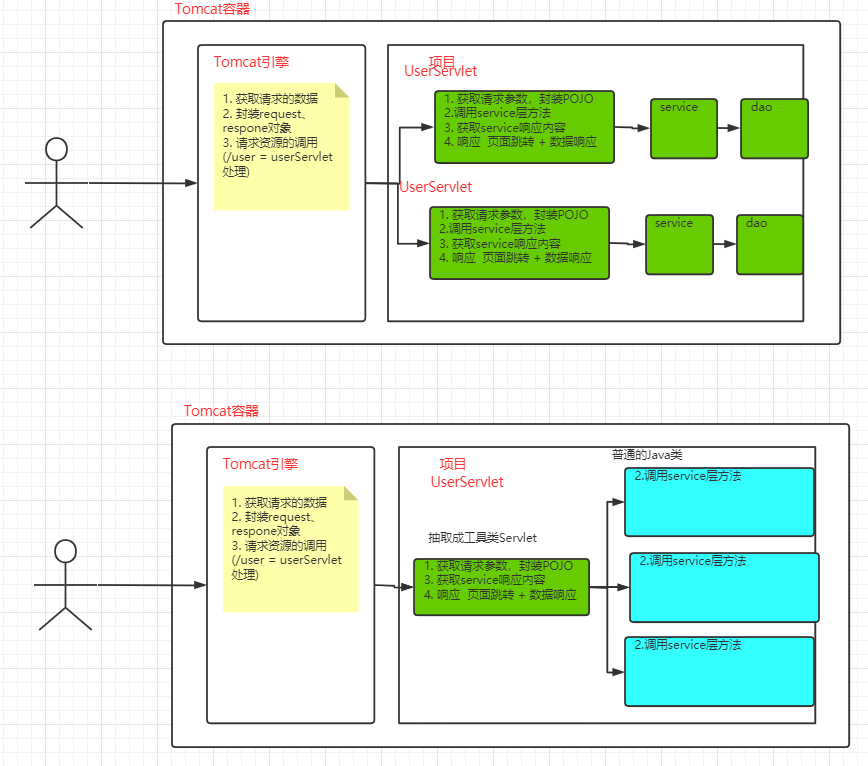 Tomcat容器
Tomcat引擎
1. 获取请求的数据
2. 封装request、
respone对象
3. 请求资源的调用
(/user = userServlet
处理)
项目
UserServlet
1. 获取请求参数，封装POJO
2.调用service层方法
3. 获取service响应内容
4. 响应 页面跳转 + 数据响应
service
dao
UserServlet
1. 获取请求参数，封装POJO
2.调用service层方法
3. 获取service响应内容
4. 响应 页面跳转 + 数据响应
service
dao
Tomcat容器
Tomcat引擎
1. 获取请求的数据
2. 封装request、
respone对象
3. 请求资源的调用
(/user = userServlet
处理)
项目
UserServlet
抽取成工具类Servlet
1. 获取请求参数，封装POJO
3. 获取service响应内容
4. 响应 页面跳转 + 数据响应
普通的Java类
2.调用service层方法
2.调用service层方法
2.调用service层方法